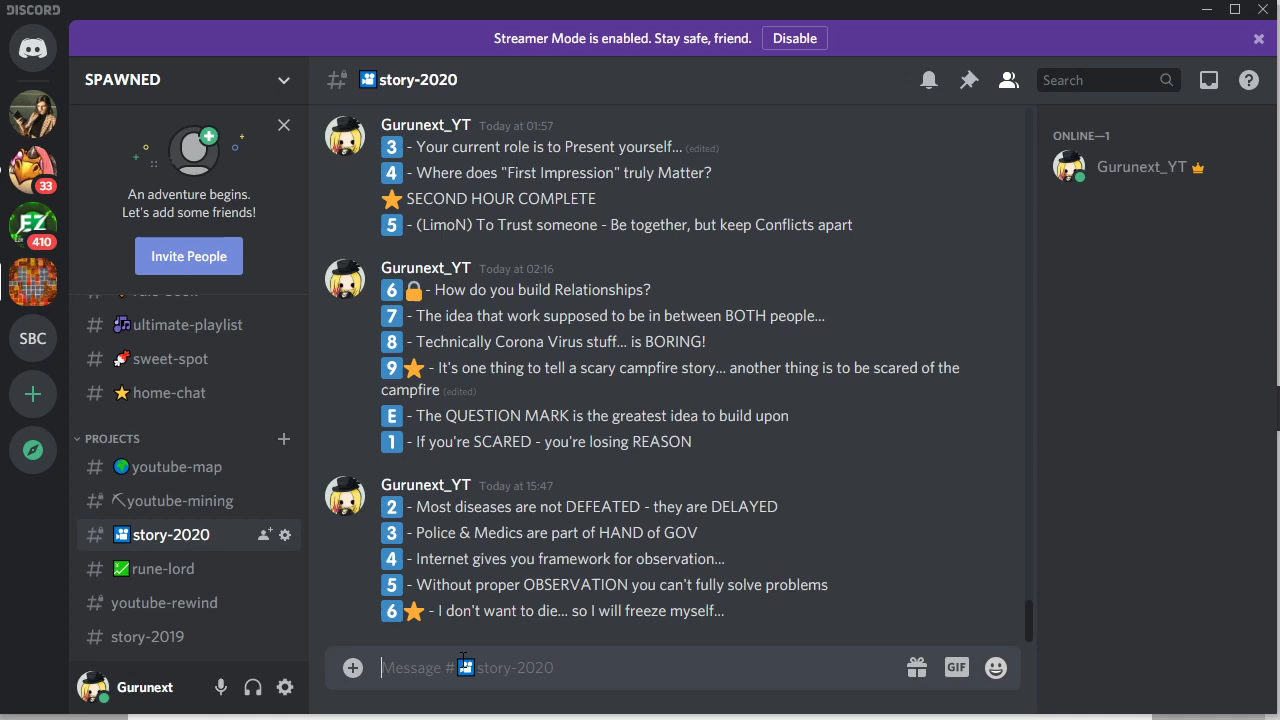 DISCORD
Streamer Mode is enabled. Stay safe, friend. Disable
SPAWNED
story-2020
Search
33
410
SBC
An adventure begins.
Let's add some friends!
Invite People
ultimate-playlist
sweet-spot
home-chat
PROJECTS
youtube-map
youtube-mining
story-2020
rune-lord
youtube-rewind
story-2019
Gurunext
Gurunext_YT Today at 01:57
3 - Your current role is to Present yourself... (edited)
4 - Where does "First Impression" truly Matter?
SECOND HOUR COMPLETE
5 - (LimoN) To Trust someone - Be together, but keep Conflicts apart
Gurunext_YT Today at 02:16
6 - How do you build Relationships?
7 - The idea that work supposed to be in between BOTH people...
8 - Technically Corona Virus stuff... is BORING!
9 - It's one thing to tell a scary campfire story... another thing is to be scared of the
campfire (edited)
E - The QUESTION MARK is the greatest idea to build upon
1 - If you're SCARED - you're losing REASON
Gurunext_YT Today at 15:47
2 - Most diseases are not DEFEATED - they are DELAYED
3 - Police & Medics are part of HAND of GOV
4 - Internet gives you framework for observation...
5 - Without proper OBSERVATION you can't fully solve problems
6 - I don't want to die... so I will freeze myself...
Message # story-2020
GIF
ONLINE—1
Gurunext_YT